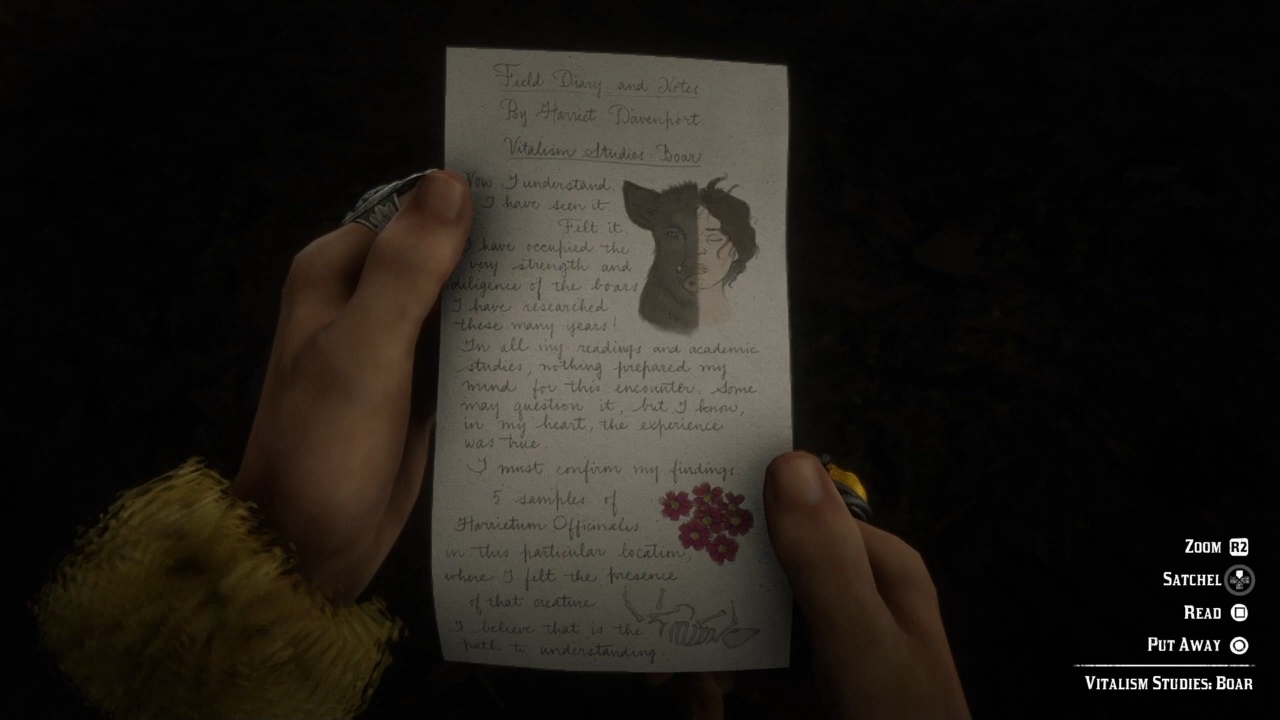 Field Diary and Notes
By Harriet Davenport
Vitalism Studies: Boar
Now I understand.
I have seen it.
Felt it.
I have occupied the
very strength and
diligence of the boars
I have researched
these many years!
In all my readings and academic
studies, nothing prepared my
mind for this encounter. Some
may question it, but I know,
in my heart, the experience
was true.
I must confirm my findings.
5 samples of
Harrietum Officinalis
in this particular location,
where I felt the presence
of that creature.
I believe that is the
path to understanding.
ZOOM R2
SATCHEL
READ
PUT AWAY
VITALISM STUDIES: BOAR